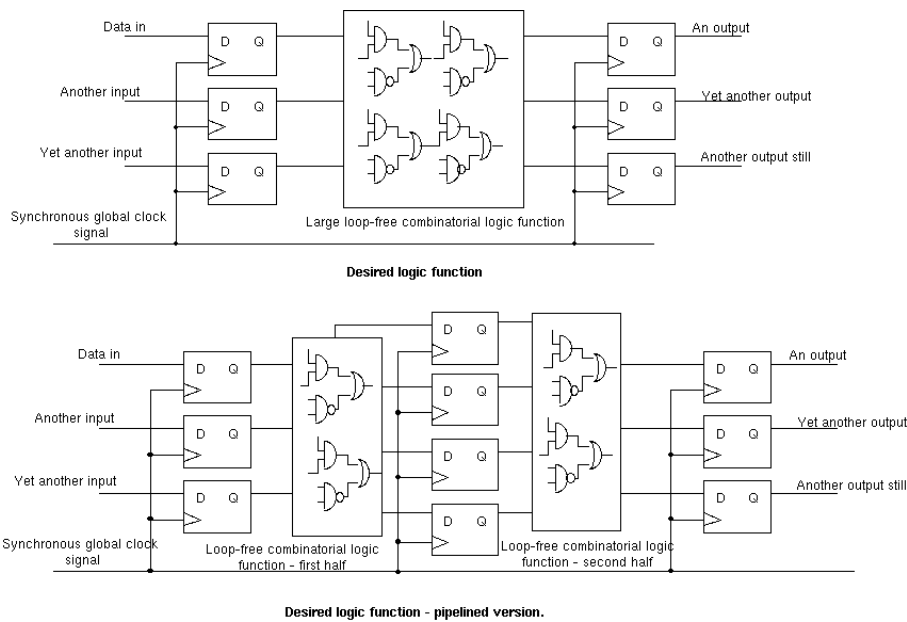 Data in
D Q
An output
D Q
Another input
D Q
Yet another output
D Q
Yet another input
D Q
Another output still
D Q
Synchronous global clock
signal
Large loop-free combinatorial logic function
Desired logic function
D Q
Data in
D Q
An output
D Q
D Q
Another input
D Q
Yet another output
D Q
D Q
Yet another input
D Q
Another output still
D Q
D Q
Synchronous global clock
signal
Loop-free combinatorial logic
function - first half
Loop-free combinatorial logic
function - second half
Desired logic function - pipelined version.